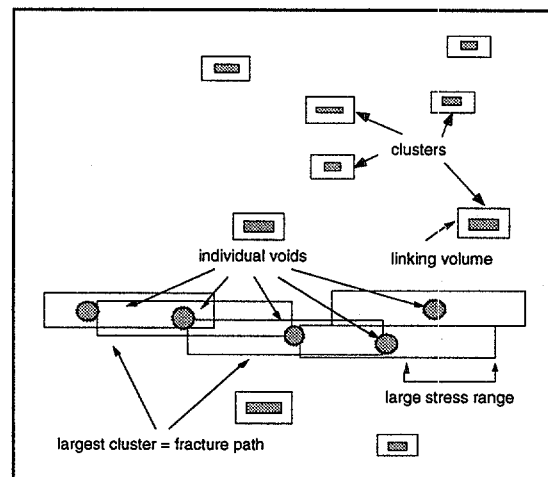 clusters
individual voids
linking volume
large stress range
largest cluster = fracture path